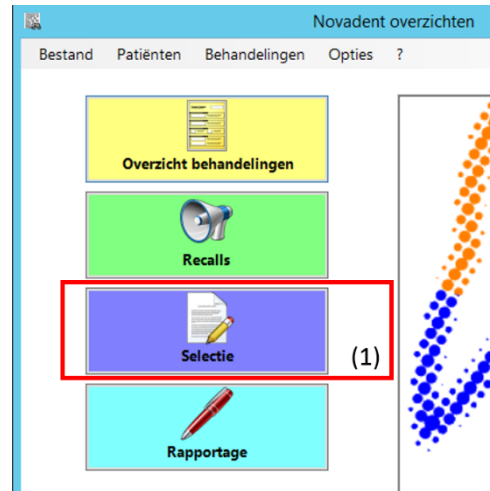 Novadent overzichten
Bestand Patiënten Behandelingen Opties ?
Overzicht behandelingen
Recalls
Selectie (1)
Rapportage